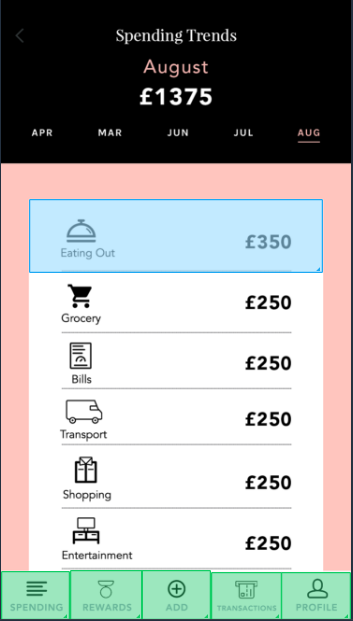 Spending Trends
August
£1375
APR MAR JUN JUL AUG
Eating Out £350
Grocery £250
Bills £250
Transport £250
Shopping £250
Entertainment £250
SPENDING REWARDS ADD TRANSACTIONS PROFILE